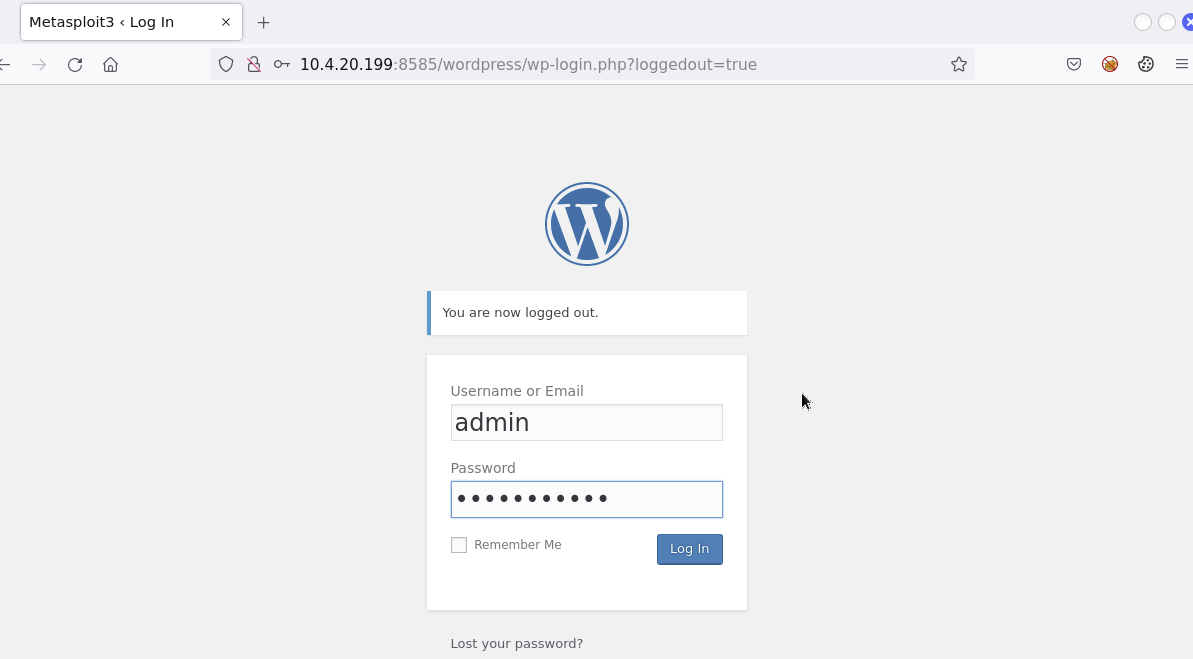 Metasploit3 ‹ Log In
10.4.20.199:8585/wordpress/wp-login.php?loggedout=true
You are now logged out.
Username or Email
admin
Password
Remember Me
Log In
Lost your password?